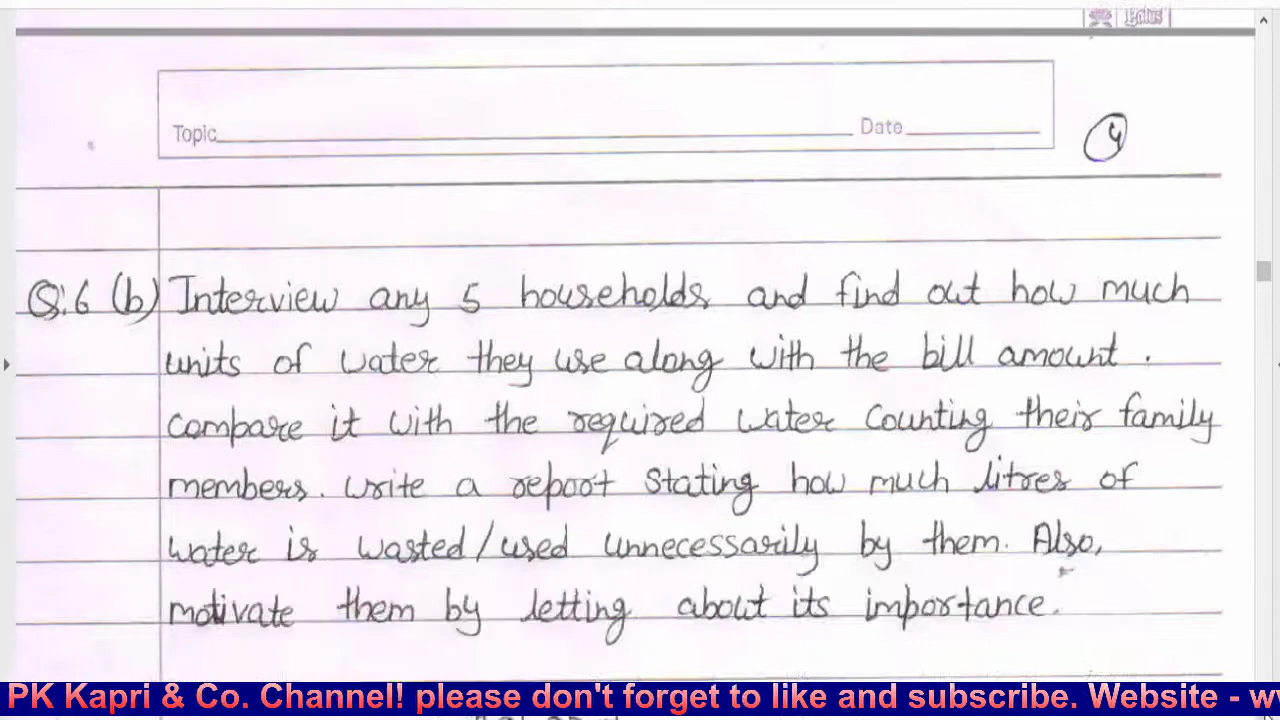 Topic Date
4
Q.6 (b) Interview any 5 households and find out how much
units of water they use along with the bill amount.
compare it with the required water counting their family
members. write a report stating how much litres of
water is wasted/used unnecessarily by them. Also,
motivate them by letting about its importance.
PK Kapri & Co. Channel! please don't forget to like and subscribe. Website - w